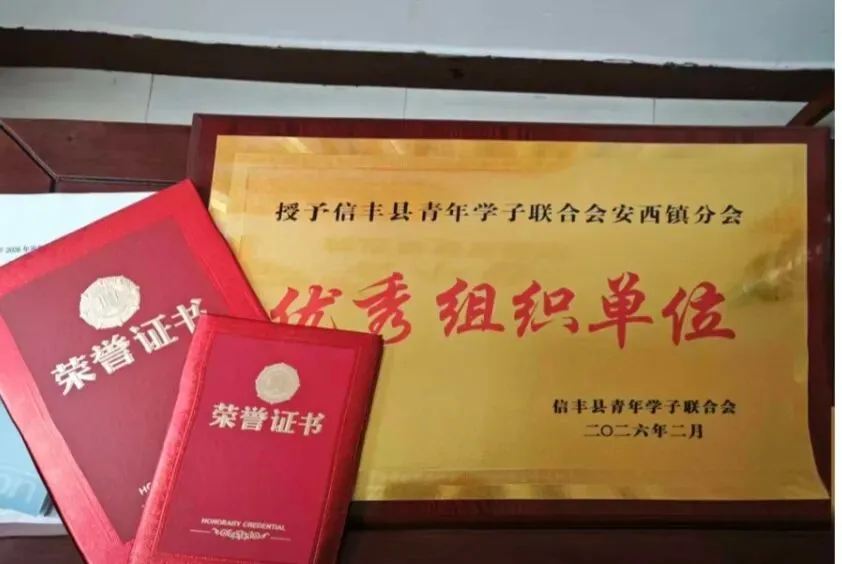 授予信丰县青年学子联合会安西镇分会
优秀组织单位
信丰县青年学子联合会
二〇二六年二月
荣誉证书
荣誉证书
HONORARY CREDENTIAL